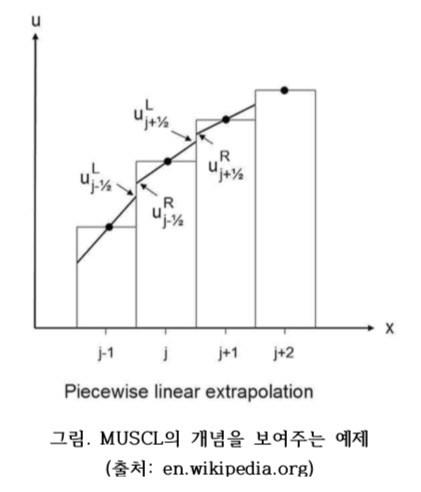 u
u^L_{j+½}
u^R_{j+½}
u^L_{j-½}
u^R_{j-½}
x
j-1 j j+1 j+2
Piecewise linear extrapolation
그림. MUSCL의 개념을 보여주는 예제
(출처: en.wikipedia.org)